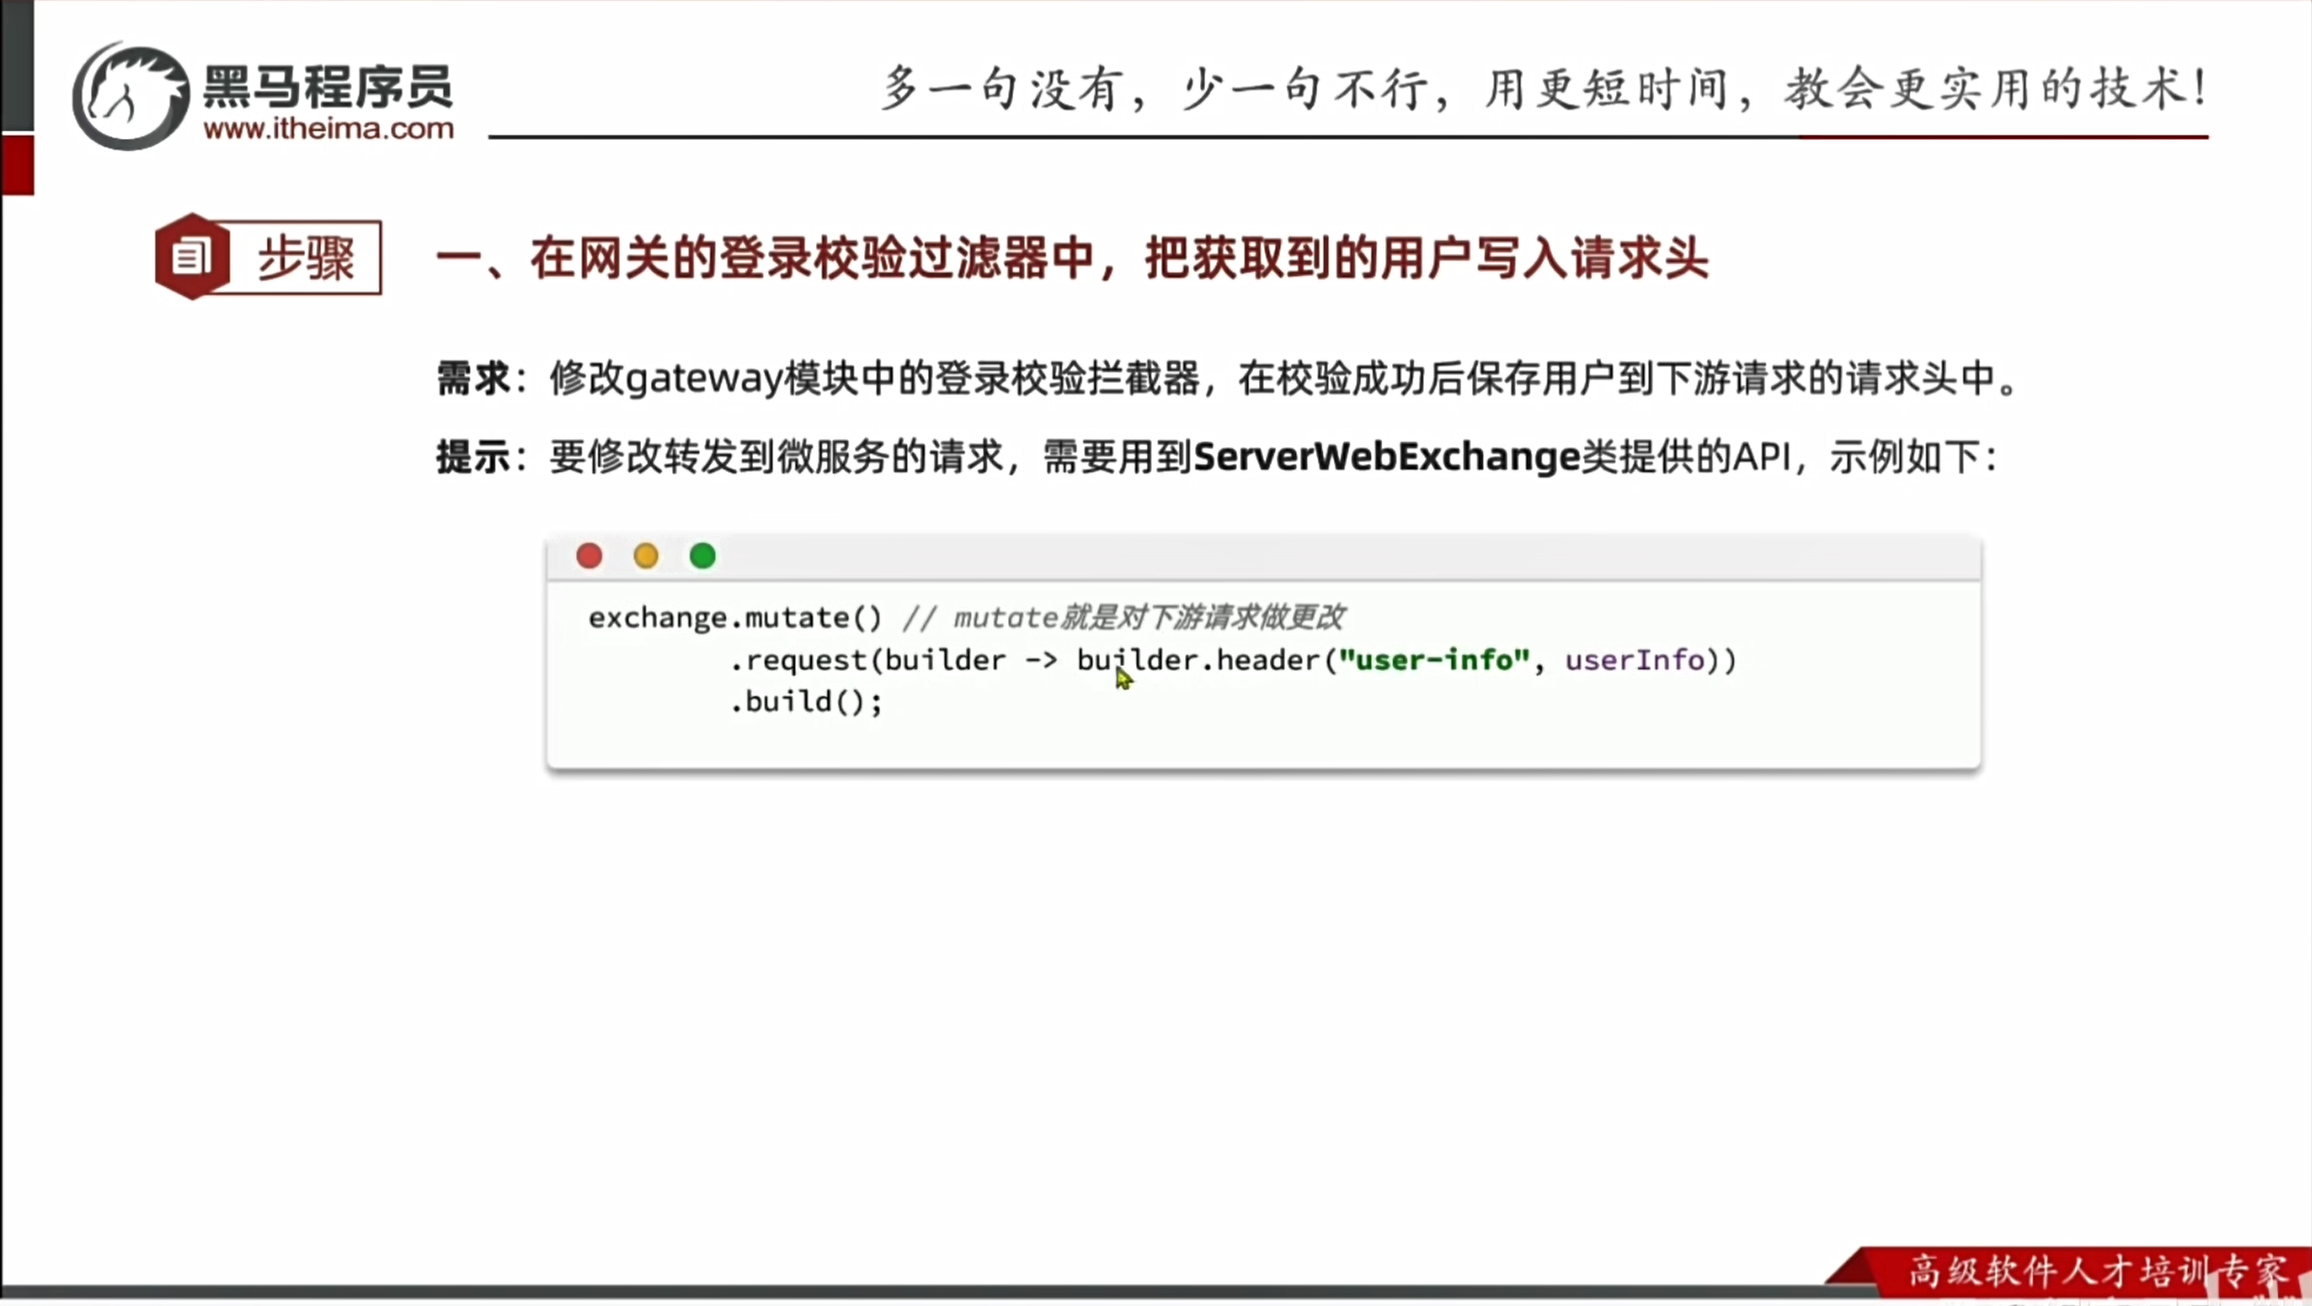 黑马程序员
www.itheima.com
多一句没有，少一句不行，用更短时间，教会更实用的技术！
步骤
一、在网关的登录校验过滤器中，把获取到的用户写入请求头
需求：修改gateway模块中的登录校验拦截器，在校验成功后保存用户到下游请求的请求头中。
提示：要修改转发到微服务的请求，需要用到ServerWebExchange类提供的API，示例如下：
exchange.mutate() // mutate就是对下游请求做更改
.request(builder -> builder.header("user-info", userInfo))
.build();
高级软件人才培训专家